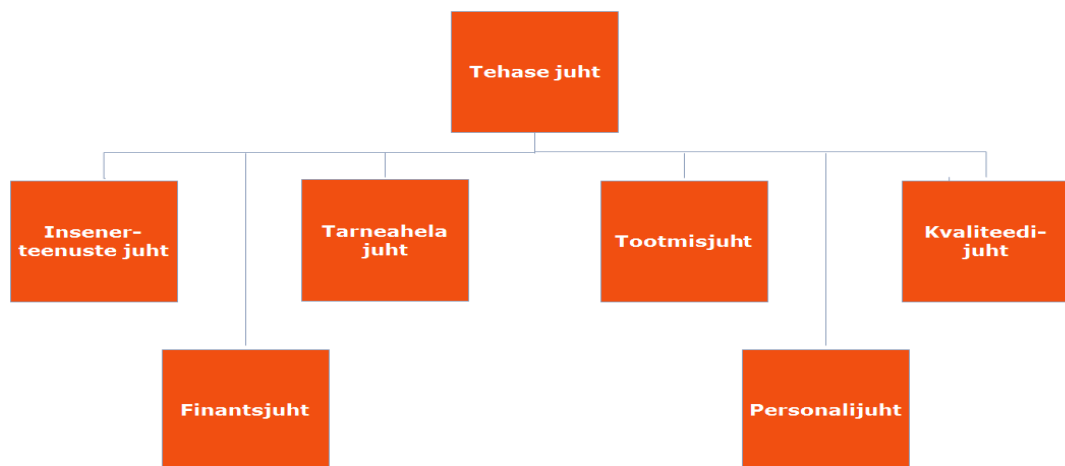 Tehase juht
Insener-
teenuste juht
Tarneahela
juht
Tootmisjuht
Kvaliteedi-
juht
Finantsjuht
Personalijuht